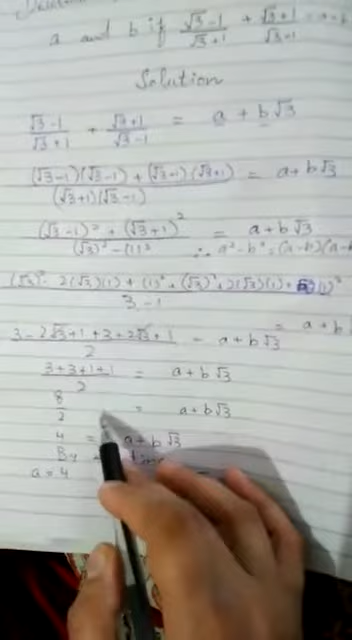 a and b if (√3-1)/(√3+1) + (√3+1)/(√3-1) = a+b
Solution
(√3-1)/(√3+1) + (√3+1)/(√3-1) = a + b√3
((√3-1)(√3-1) + (√3+1)(√3+1))/((√3+1)(√3-1)) = a+b√3
((√3-1)² + (√3+1)²)/((√3)² - (1)²) = a+b√3
∴ a²-b² = (a-b)(a+b
((√3)² - 2(√3)(1) + (1)² + (√3)² + 2(√3)(1) + (1)²)/(3-1)
= a + b
(3-2√3+1+3+2√3+1)/2 = a+b√3
(3+3+1+1)/2 = a+b√3
8/2 = a+b√3
4 = a+b√3
By
a = 4